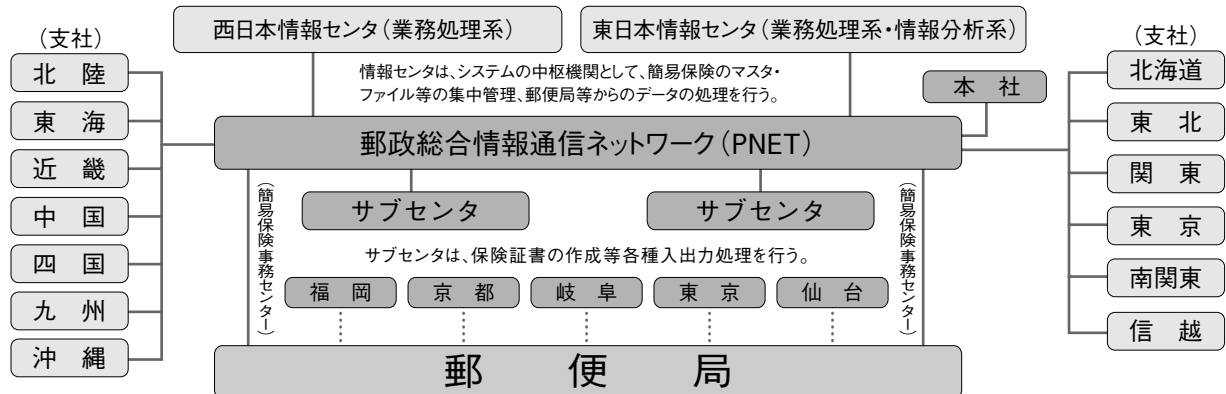 西日本情報センタ（業務処理系）
東日本情報センタ（業務処理系・情報分析系）
（支社）
北　陸
東　海
近　畿
中　国
四　国
九　州
沖　縄
情報センタは、システムの中枢機関として、簡易保険のマスタ・
ファイル等の集中管理、郵便局等からのデータの処理を行う。
本　社
（支社）
北海道
東　北
関　東
東　京
南関東
信　越
郵政総合情報通信ネットワーク（PNET）
（簡易保険事務センター）
サブセンタ
サブセンタ
（簡易保険事務センター）
サブセンタは、保険証書の作成等各種入出力処理を行う。
福　岡
京　都
岐　阜
東　京
仙　台
郵　便　局